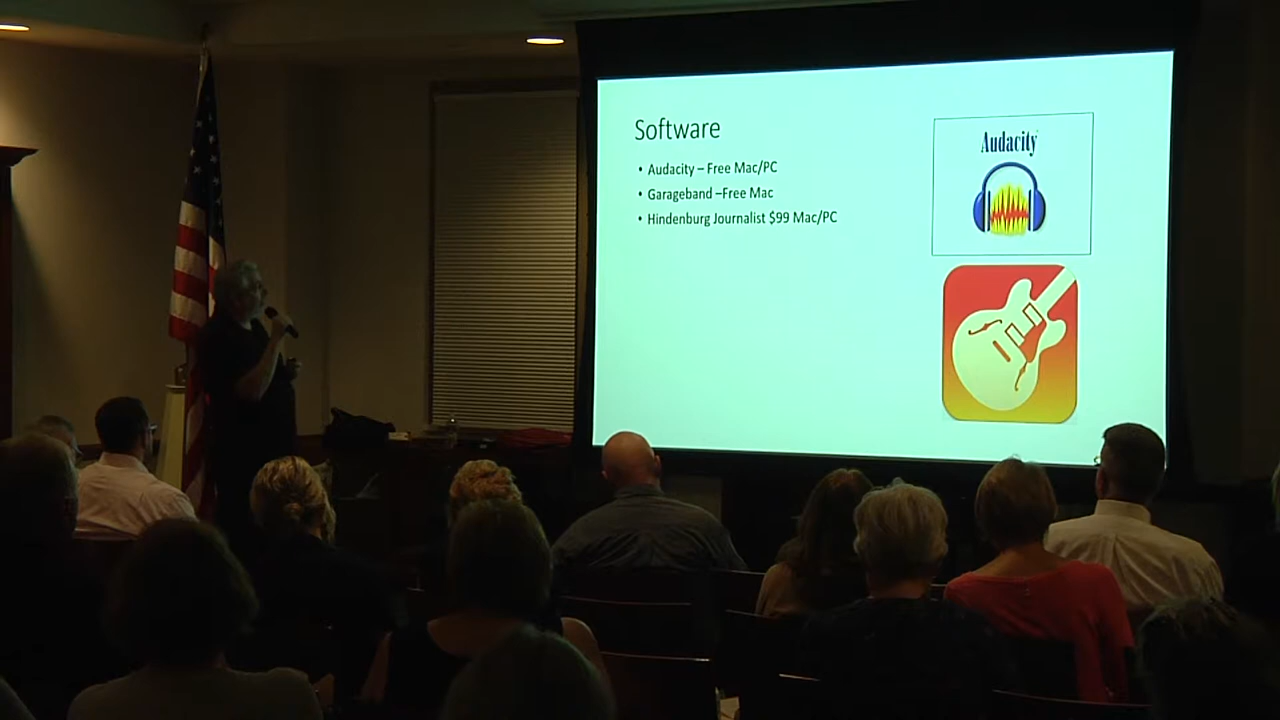 Software
• Audacity – Free Mac/PC
• Garageband –Free Mac
• Hindenburg Journalist $99 Mac/PC
Audacity